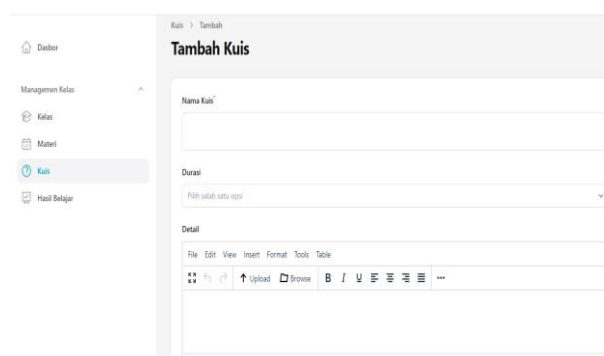 Kuis > Tambah
Tambah Kuis
Dasbor
Managemen Kelas
Kelas
Materi
Kuis
Hasil Belajar
Nama Kuis*
Durasi
Pilih salah satu opsi
Detail
File Edit View Insert Format Tools Table
Upload Browse B I U ...